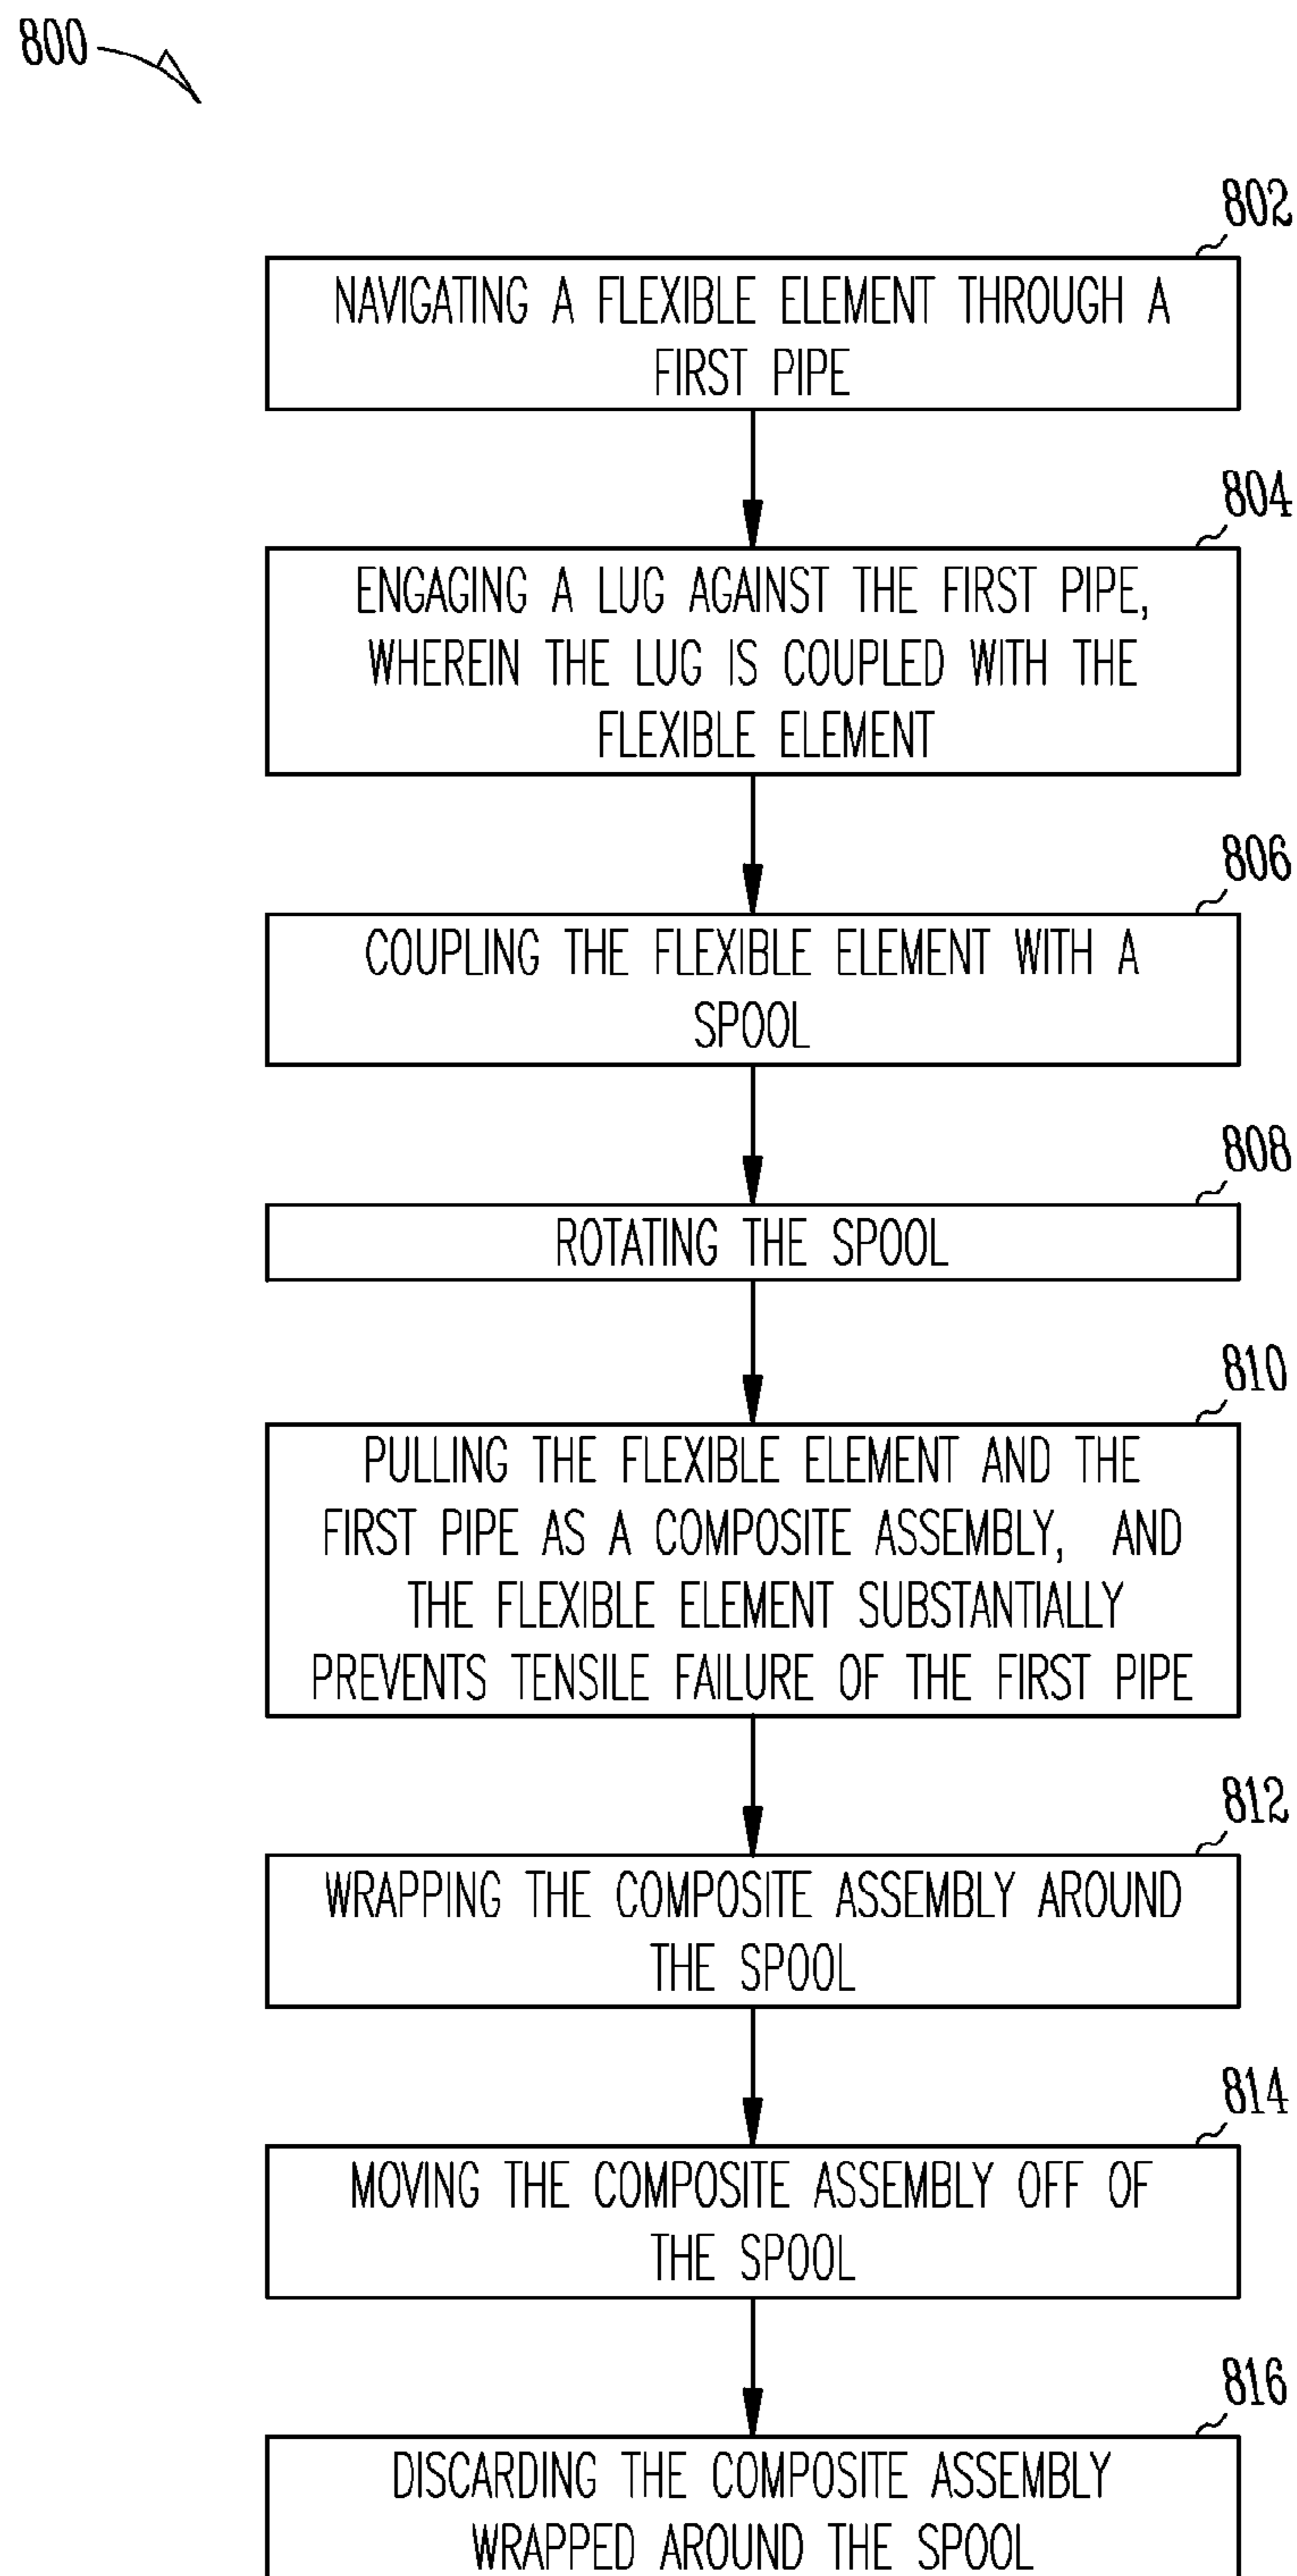 800
802
NAVIGATING A FLEXIBLE ELEMENT THROUGH A
FIRST PIPE
804
ENGAGING A LUG AGAINST THE FIRST PIPE,
WHEREIN THE LUG IS COUPLED WITH THE
FLEXIBLE ELEMENT
806
COUPLING THE FLEXIBLE ELEMENT WITH A
SPOOL
808
ROTATING THE SPOOL
810
PULLING THE FLEXIBLE ELEMENT AND THE
FIRST PIPE AS A COMPOSITE ASSEMBLY, AND
THE FLEXIBLE ELEMENT SUBSTANTIALLY
PREVENTS TENSILE FAILURE OF THE FIRST PIPE
812
WRAPPING THE COMPOSITE ASSEMBLY AROUND
THE SPOOL
814
MOVING THE COMPOSITE ASSEMBLY OFF OF
THE SPOOL
816
DISCARDING THE COMPOSITE ASSEMBLY
WRAPPED AROUND THE SPOOL